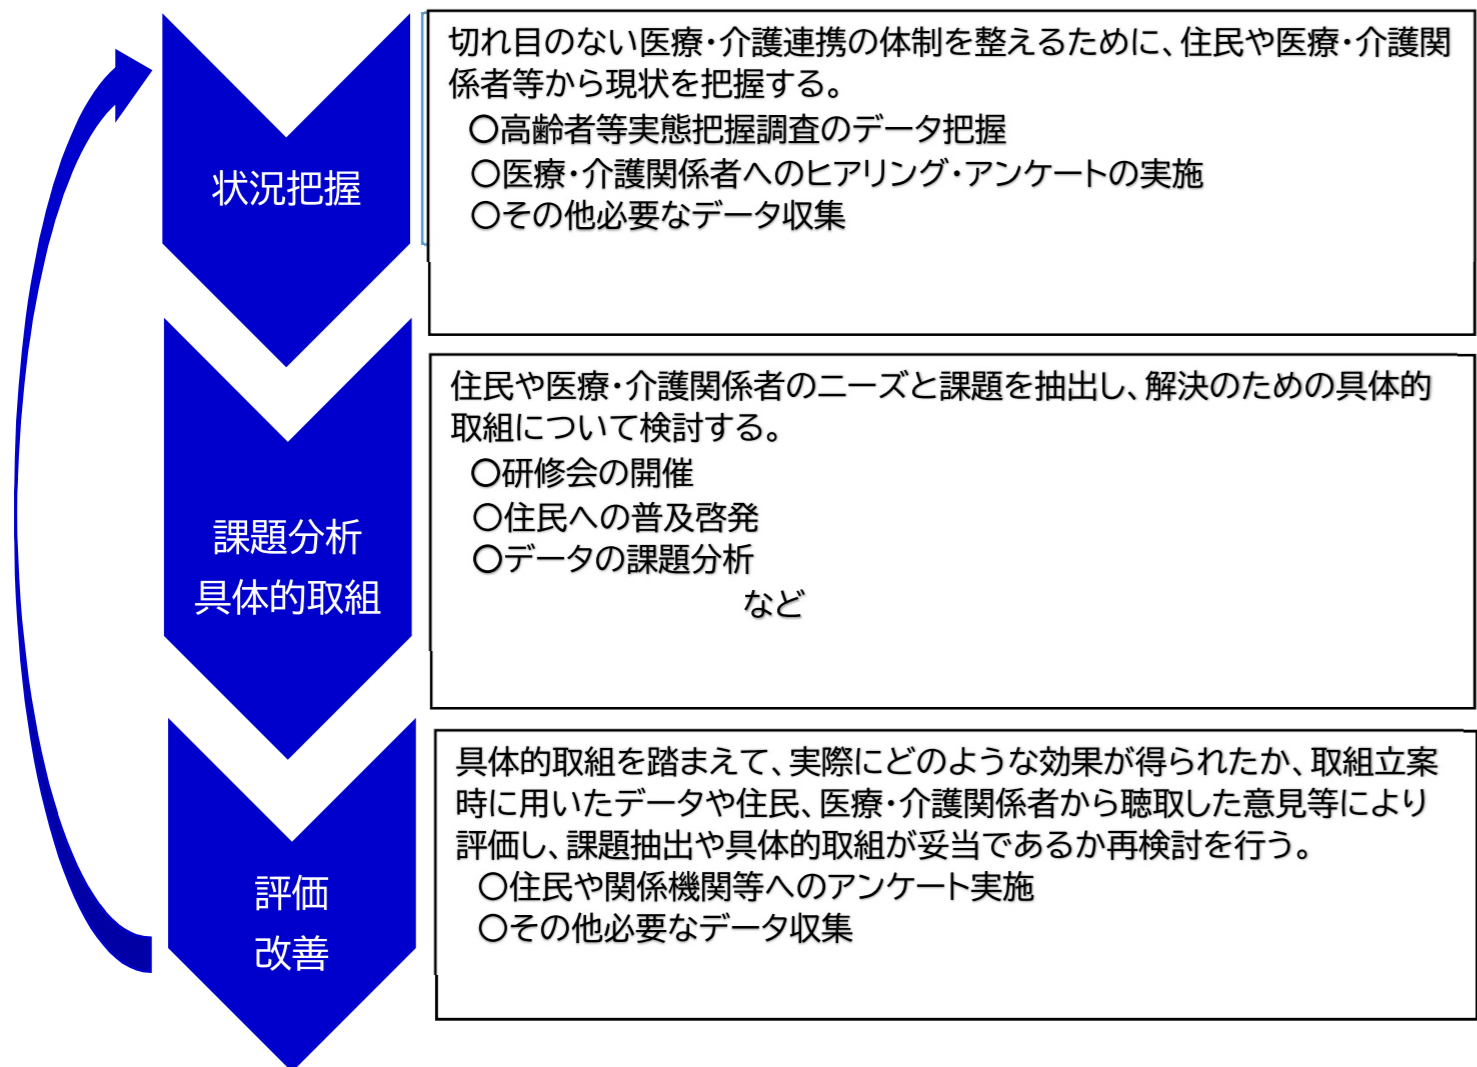 状況把握
切れ目のない医療・介護連携の体制を整えるために、住民や医療・介護関
係者等から現状を把握する。
○高齢者等実態把握調査のデータ把握
○医療・介護関係者へのヒアリング・アンケートの実施
○その他必要なデータ収集
課題分析
具体的取組
住民や医療・介護関係者のニーズと課題を抽出し、解決のための具体的
取組について検討する。
○研修会の開催
○住民への普及啓発
○データの課題分析
など
評価
改善
具体的取組を踏まえて、実際にどのような効果が得られたか、取組立案
時に用いたデータや住民、医療・介護関係者から聴取した意見等により
評価し、課題抽出や具体的取組が妥当であるか再検討を行う。
○住民や関係機関等へのアンケート実施
○その他必要なデータ収集